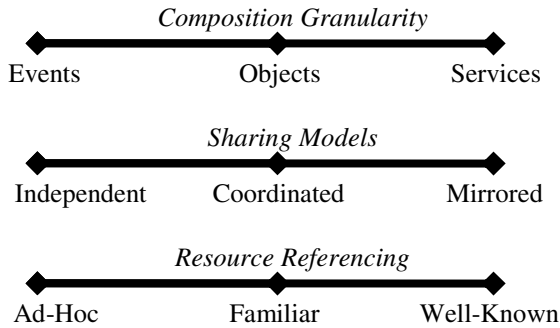 Composition Granularity
Events Objects Services
Sharing Models
Independent Coordinated Mirrored
Resource Referencing
Ad-Hoc Familiar Well-Known